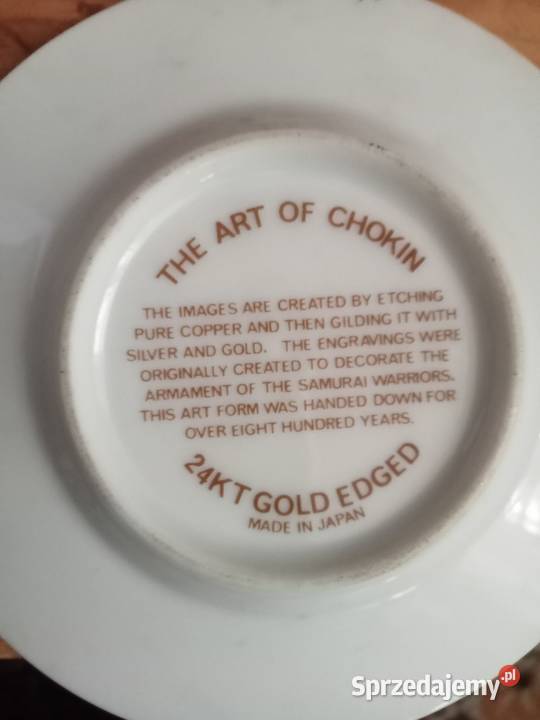 THE ART OF CHOKIN
THE IMAGES ARE CREATED BY ETCHING
PURE COPPER AND THEN GILDING IT WITH
SILVER AND GOLD. THE ENGRAVINGS WERE
ORIGINALLY CREATED TO DECORATE THE
ARMAMENT OF THE SAMURAI WARRIORS.
THIS ART FORM WAS HANDED DOWN FOR
OVER EIGHT HUNDRED YEARS.
24KT GOLD EDGED
MADE IN JAPAN
Sprzedajemy.pl